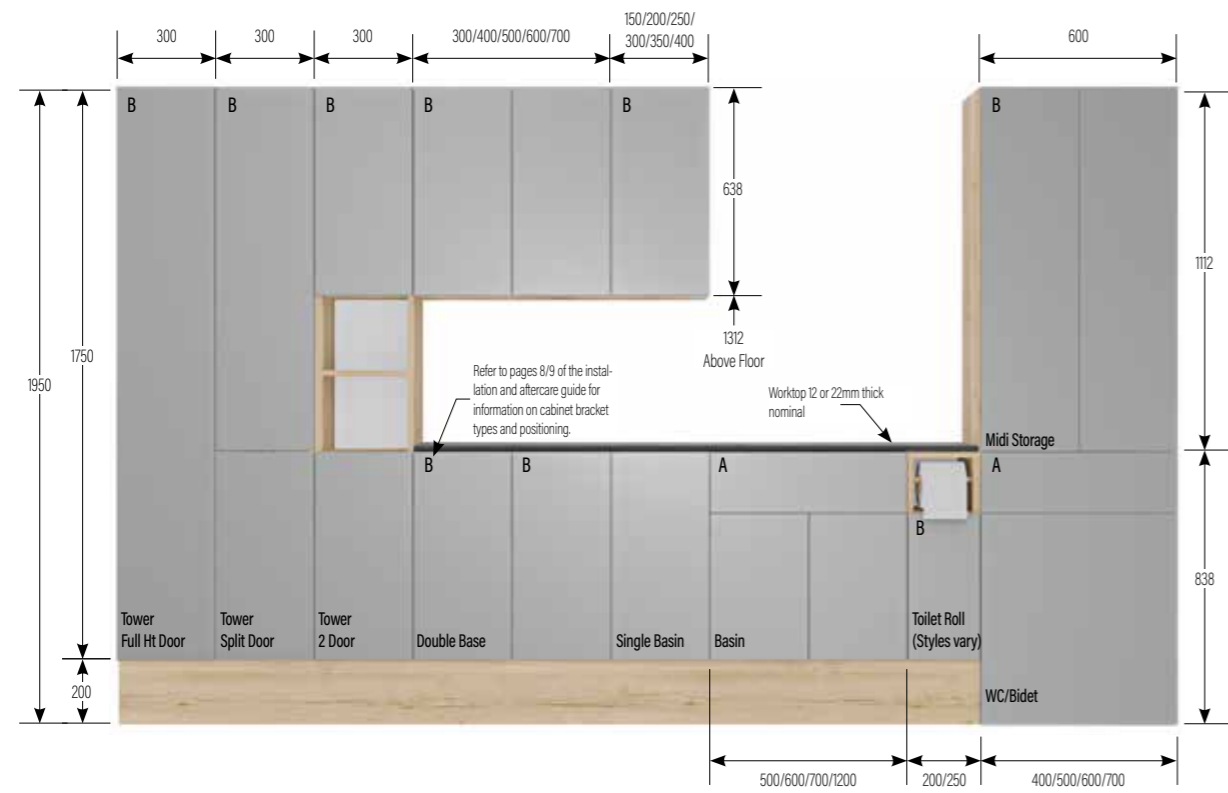 150/200/250/
300/350/400
300
300
300
300/400/500/600/700
600
B
B
B
B
B
B
638
1112
1312
Above Floor
1750
1950
Refer to pages 8/9 of the instal-
lation and aftercare guide for
information on cabinet bracket
types and positioning.
Worktop 12 or 22mm thick
nominal
Midi Storage
B
B
A
A
B
838
Tower
Full Ht Door
Tower
Split Door
Tower
2 Door
Double Base
Single Basin
Basin
Toilet Roll
(Styles vary)
200
WC/Bidet
500/600/700/1200
200/250
400/500/600/700